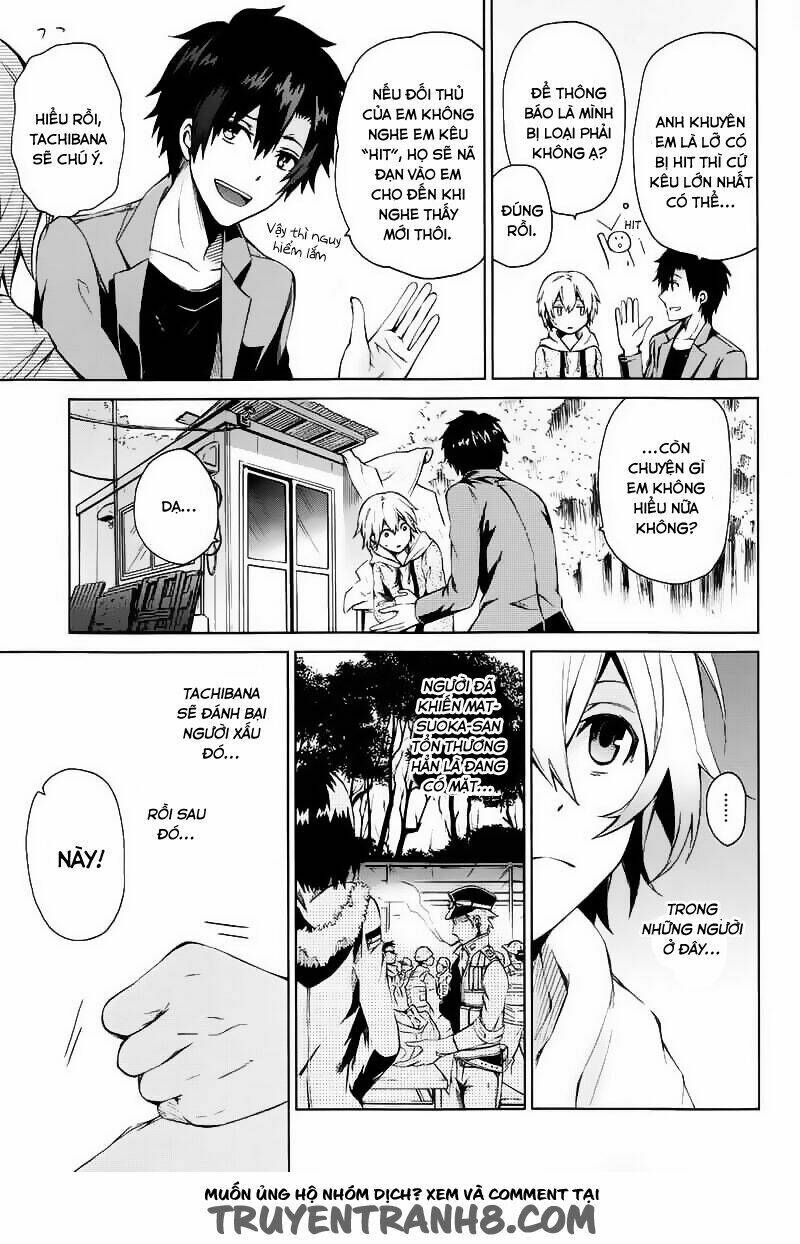 ANH KHUYÊN
EM LÀ LỠ CÓ
BỊ HIT THÌ CỨ
KÊU LỚN NHẤT
CÓ THỂ...
ĐỂ THÔNG
BÁO LÀ MÌNH
BỊ LOẠI PHẢI
KHÔNG Ạ?
HIT
ĐÚNG
RỒI.
NẾU ĐỐI THỦ
CỦA EM KHÔNG
NGHE EM KÊU
“HIT”, HỌ SẼ NÃ
ĐẠN VÀO EM
CHO ĐẾN KHI
NGHE THẤY
MỚI THÔI.
Vậy thì nguy
hiểm lắm
HIỂU RỒI,
TACHIBANA
SẼ CHÚ Ý.
...CÒN
CHUYỆN GÌ
EM KHÔNG
HIỂU NỮA
KHÔNG?
DẠ...
........
TRONG
NHỮNG NGƯỜI
Ở ĐÂY...
NGƯỜI ĐÃ
KHIẾN MAT-
SUOKA-SAN
TỔN THƯƠNG
HẲN LÀ ĐANG
CÓ MẶT...
TACHIBANA
SẼ ĐÁNH BẠI
NGƯỜI XẤU
ĐÓ...
RỒI SAU
ĐÓ...
NÀY!
MUỐN ỦNG HỘ NHÓM DỊCH? XEM VÀ COMMENT TẠI
TRUYENTRANH8.COM